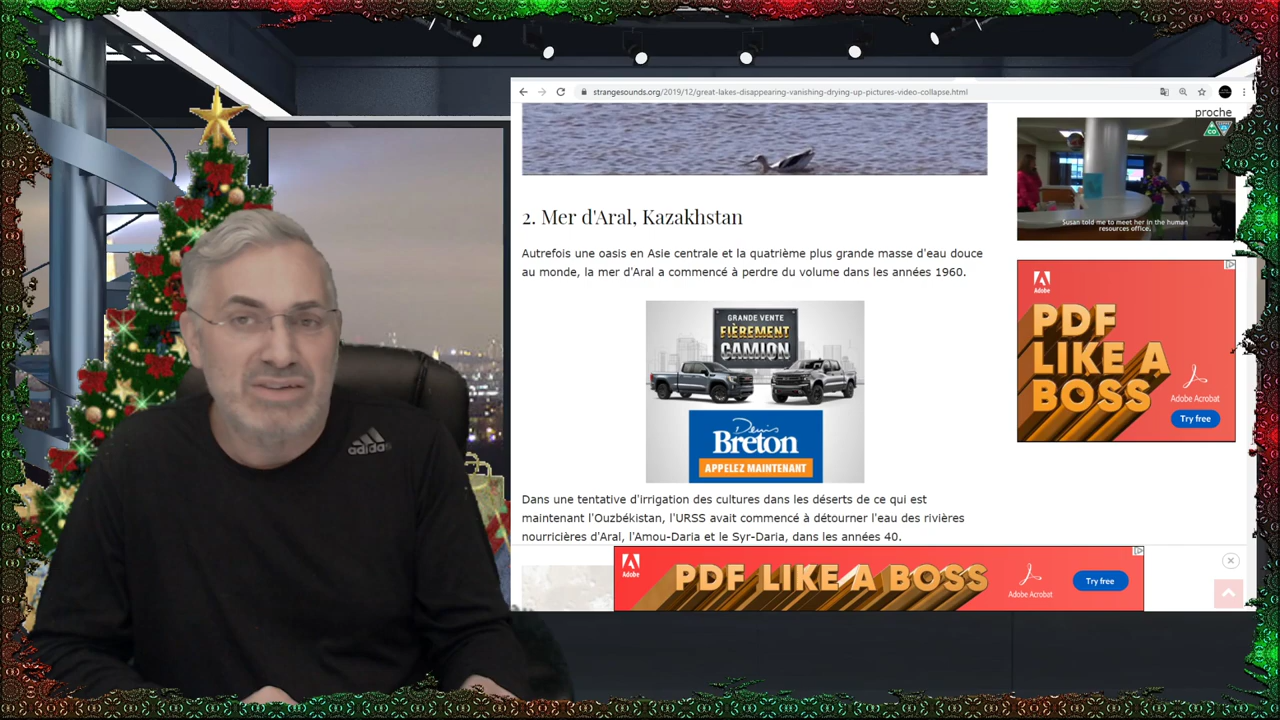 strangesounds.org/2019/12/great-lakes-disappearing-vanishing-drying-up-pictures-video-collapse.html
proche
Susan told me to meet her in the human
resources office.
2. Mer d'Aral, Kazakhstan
Autrefois une oasis en Asie centrale et la quatrième plus grande masse d'eau douce
au monde, la mer d'Aral a commencé à perdre du volume dans les années 1960.
GRANDE VENTE
FIÈREMENT
CAMION
Denis
Breton
APPELEZ MAINTENANT
Adobe
PDF
LIKE A
BOSS
Adobe Acrobat
Try free
adidas
Dans une tentative d'irrigation des cultures dans les déserts de ce qui est
maintenant l'Ouzbékistan, l'URSS avait commencé à détourner l'eau des rivières
nourricières d'Aral, l'Amou-Daria et le Syr-Daria, dans les années 40.
Adobe
PDF LIKE A BOSS
Adobe Acrobat
Try free